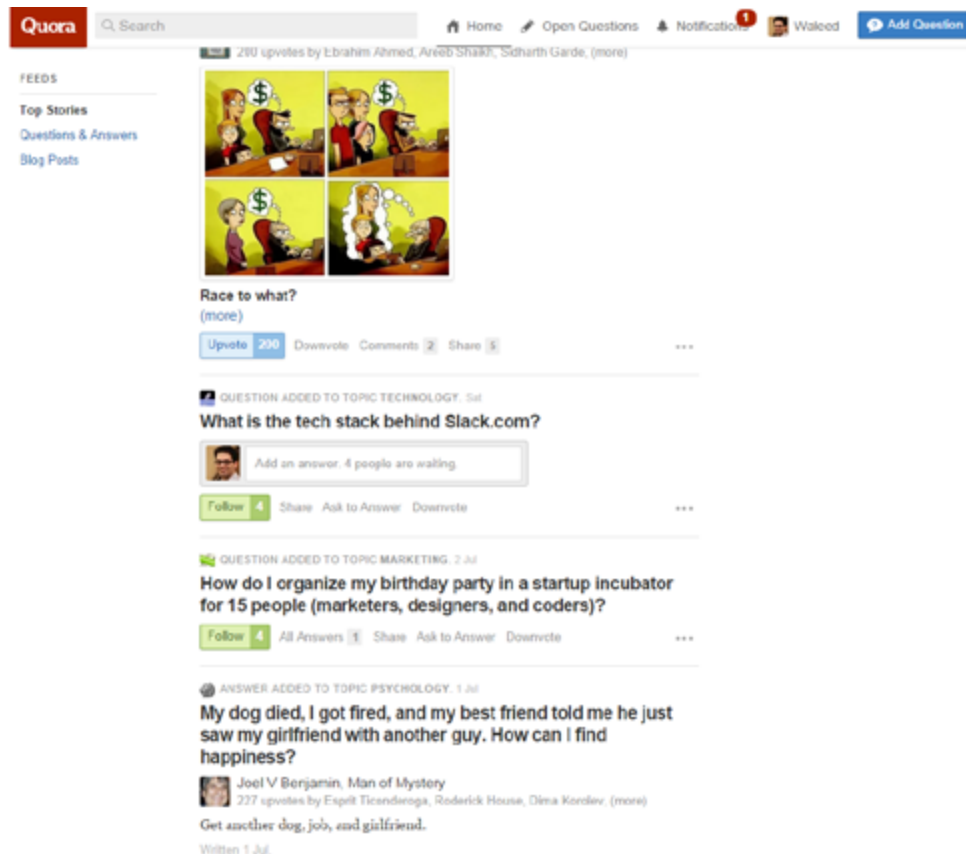 Quora
Search
Home
Open Questions
Notifications
1
Waleed
Add Question
FEEDS
Top Stories
Questions & Answers
Blog Posts
280 upvotes by Ebrahim Ahmed, Areeb Shaikh, Sidharth Garde, (more)
$ $
$
Race to what?
(more)
Upvote 290 Downvote Comments 2 Share 5
QUESTION ADDED TO TOPIC TECHNOLOGY. Sat
What is the tech stack behind Slack.com?
Add an answer. 4 people are waiting.
Follow 4 Share Ask to Answer Downvote
QUESTION ADDED TO TOPIC MARKETING. 2 Jul
How do I organize my birthday party in a startup incubator
for 15 people (marketers, designers, and coders)?
Follow 4 All Answers 1 Share Ask to Answer Downvote
ANSWER ADDED TO TOPIC PSYCHOLOGY. 1 Jul
My dog died, I got fired, and my best friend told me he just
saw my girlfriend with another guy. How can I find
happiness?
Joel V Benjamin, Man of Mystery
227 upvotes by Esprit Ticonderoga, Roderick House, Dima Korolev, (more)
Get another dog, job, and girlfriend.
Written 1 Jul.